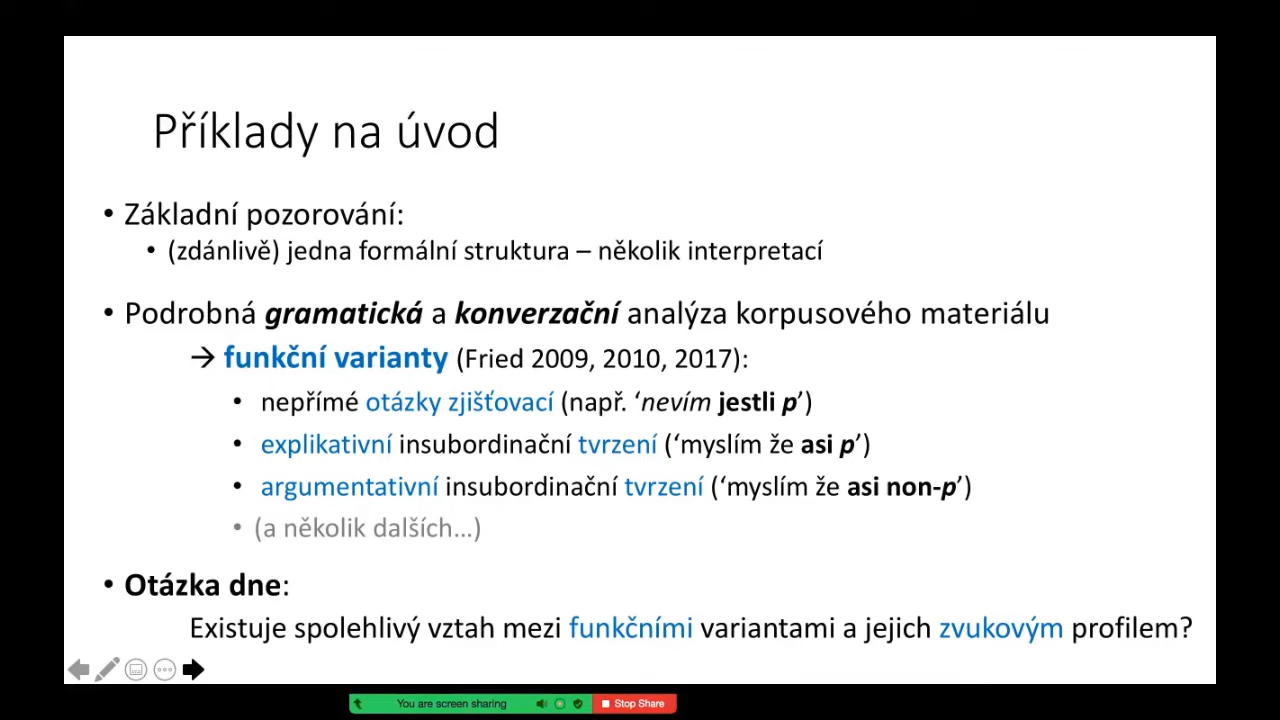 Příklady na úvod
• Základní pozorování:
• (zdánlivě) jedna formální struktura – několik interpretací
• Podrobná gramatická a konverzační analýza korpusového materiálu
→ funkční varianty (Fried 2009, 2010, 2017):
• nepřímé otázky zjišťovací (např. ‘nevím jestli p’)
• explikativní insubordinační tvrzení (‘myslím že asi p’)
• argumentativní insubordinační tvrzení (‘myslím že asi non-p’)
• (a několik dalších…)
• Otázka dne:
Existuje spolehlivý vztah mezi funkčními variantami a jejich zvukovým profilem?
You are screen sharing
Stop Share